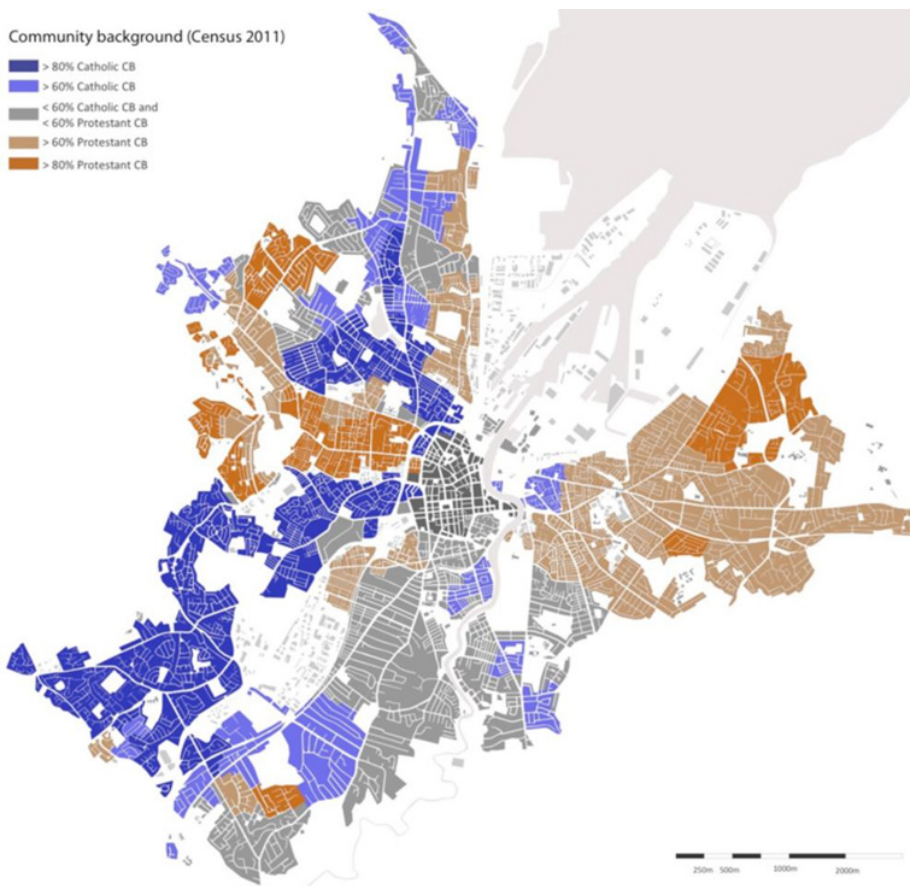 Community background (Census 2011)
> 80% Catholic CB
> 60% Catholic CB
< 60% Catholic CB and
< 60% Protestant CB
> 60% Protestant CB
> 80% Protestant CB
250m 500m 1000m 2000m